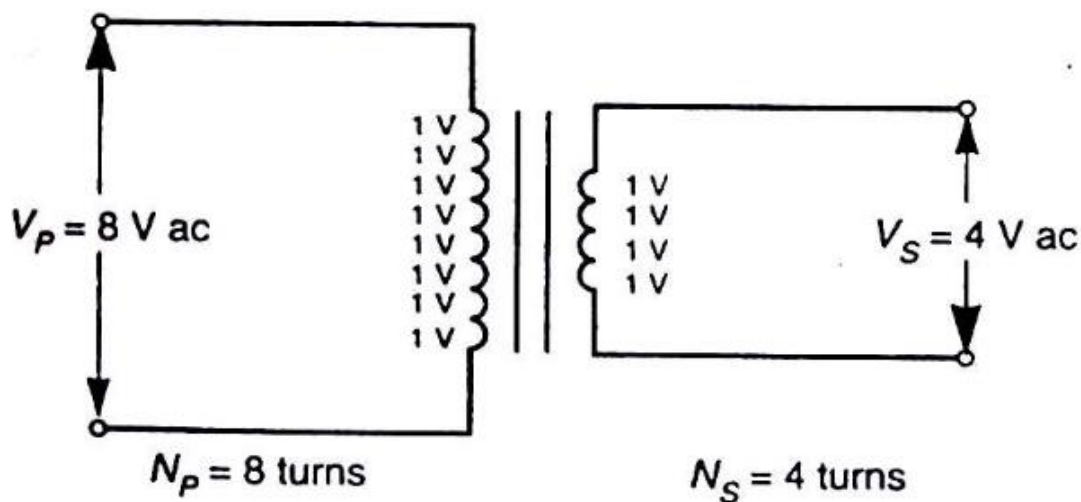 1 V
1 V
1 V
1 V
1 V
1 V
1 V
1 V
1 V
1 V
1 V
1 V
V_P = 8 V ac
V_S = 4 V ac
N_P = 8 turns
N_S = 4 turns